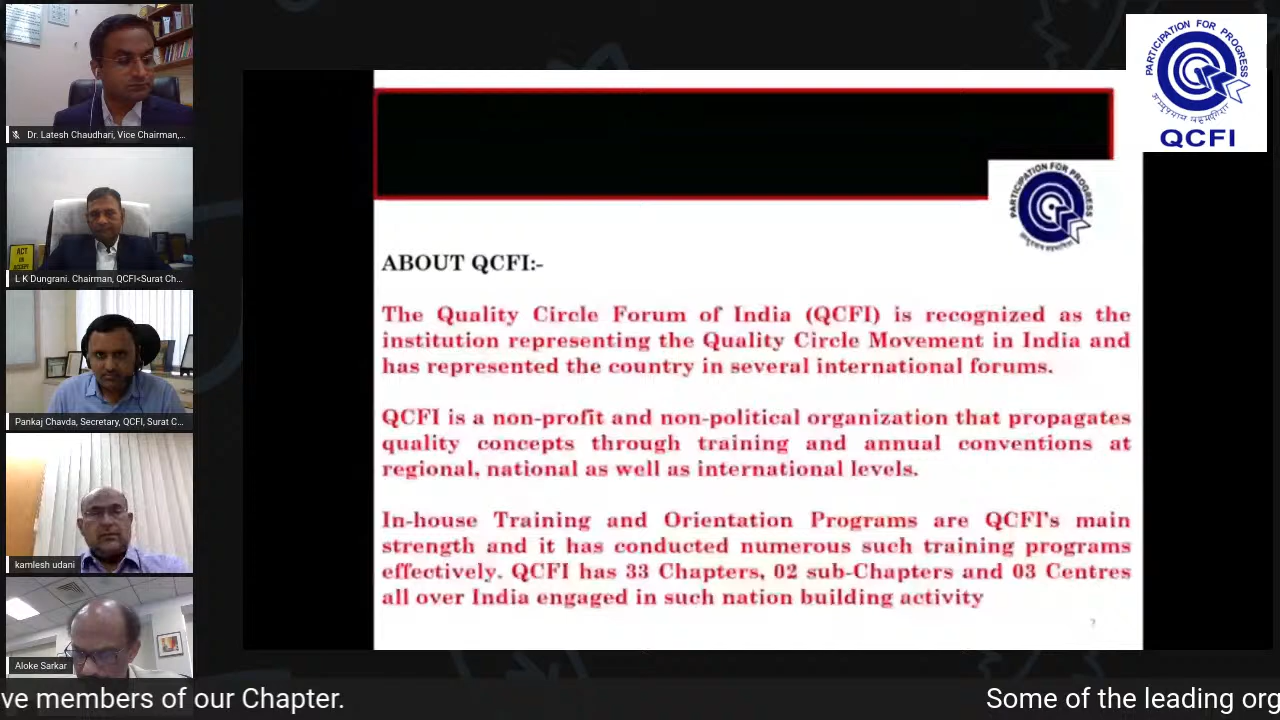 Dr. Latesh Chaudhari, Vice Chairman,...
ACT
IN
ACCEPT
L K Dungrani. Chairman, QCFI<Surat Ch...
Pankaj Chavda, Secretary, QCFI, Surat C...
kamlesh udani
Aloke Sarkar
PARTICIPATION FOR PROGRESS
QCFI
PARTICIPATION FOR PROGRESS
ABOUT QCFI:-
The Quality Circle Forum of India (QCFI) is recognized as the
institution representing the Quality Circle Movement in India and
has represented the country in several international forums.
QCFI is a non-profit and non-political organization that propagates
quality concepts through training and annual conventions at
regional, national as well as international levels.
In-house Training and Orientation Programs are QCFI's main
strength and it has conducted numerous such training programs
effectively. QCFI has 33 Chapters, 02 sub-Chapters and 03 Centres
all over India engaged in such nation building activity
ve members of our Chapter.
Some of the leading org